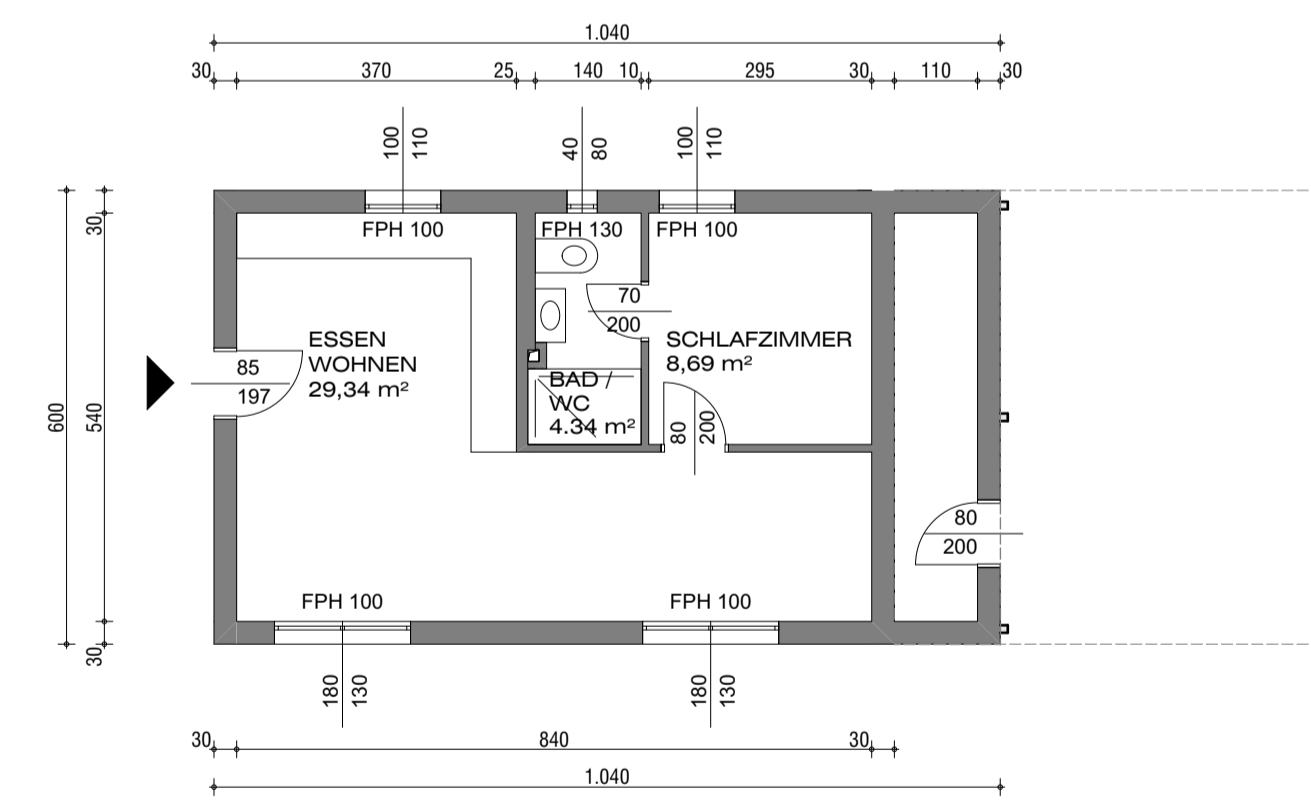 1.040
30 370 25 140 10 295 30 110 30
100 110
40 80
100 110
FPH 100
FPH 130
FPH 100
600
30
540
30
85
197
ESSEN
WOHNEN
29,34 m²
70
200
SCHLAFZIMMER
8,69 m²
BAD /
WC
4.34 m²
80 200
80
200
FPH 100
FPH 100
180 130
180 130
30 840 30
1.040